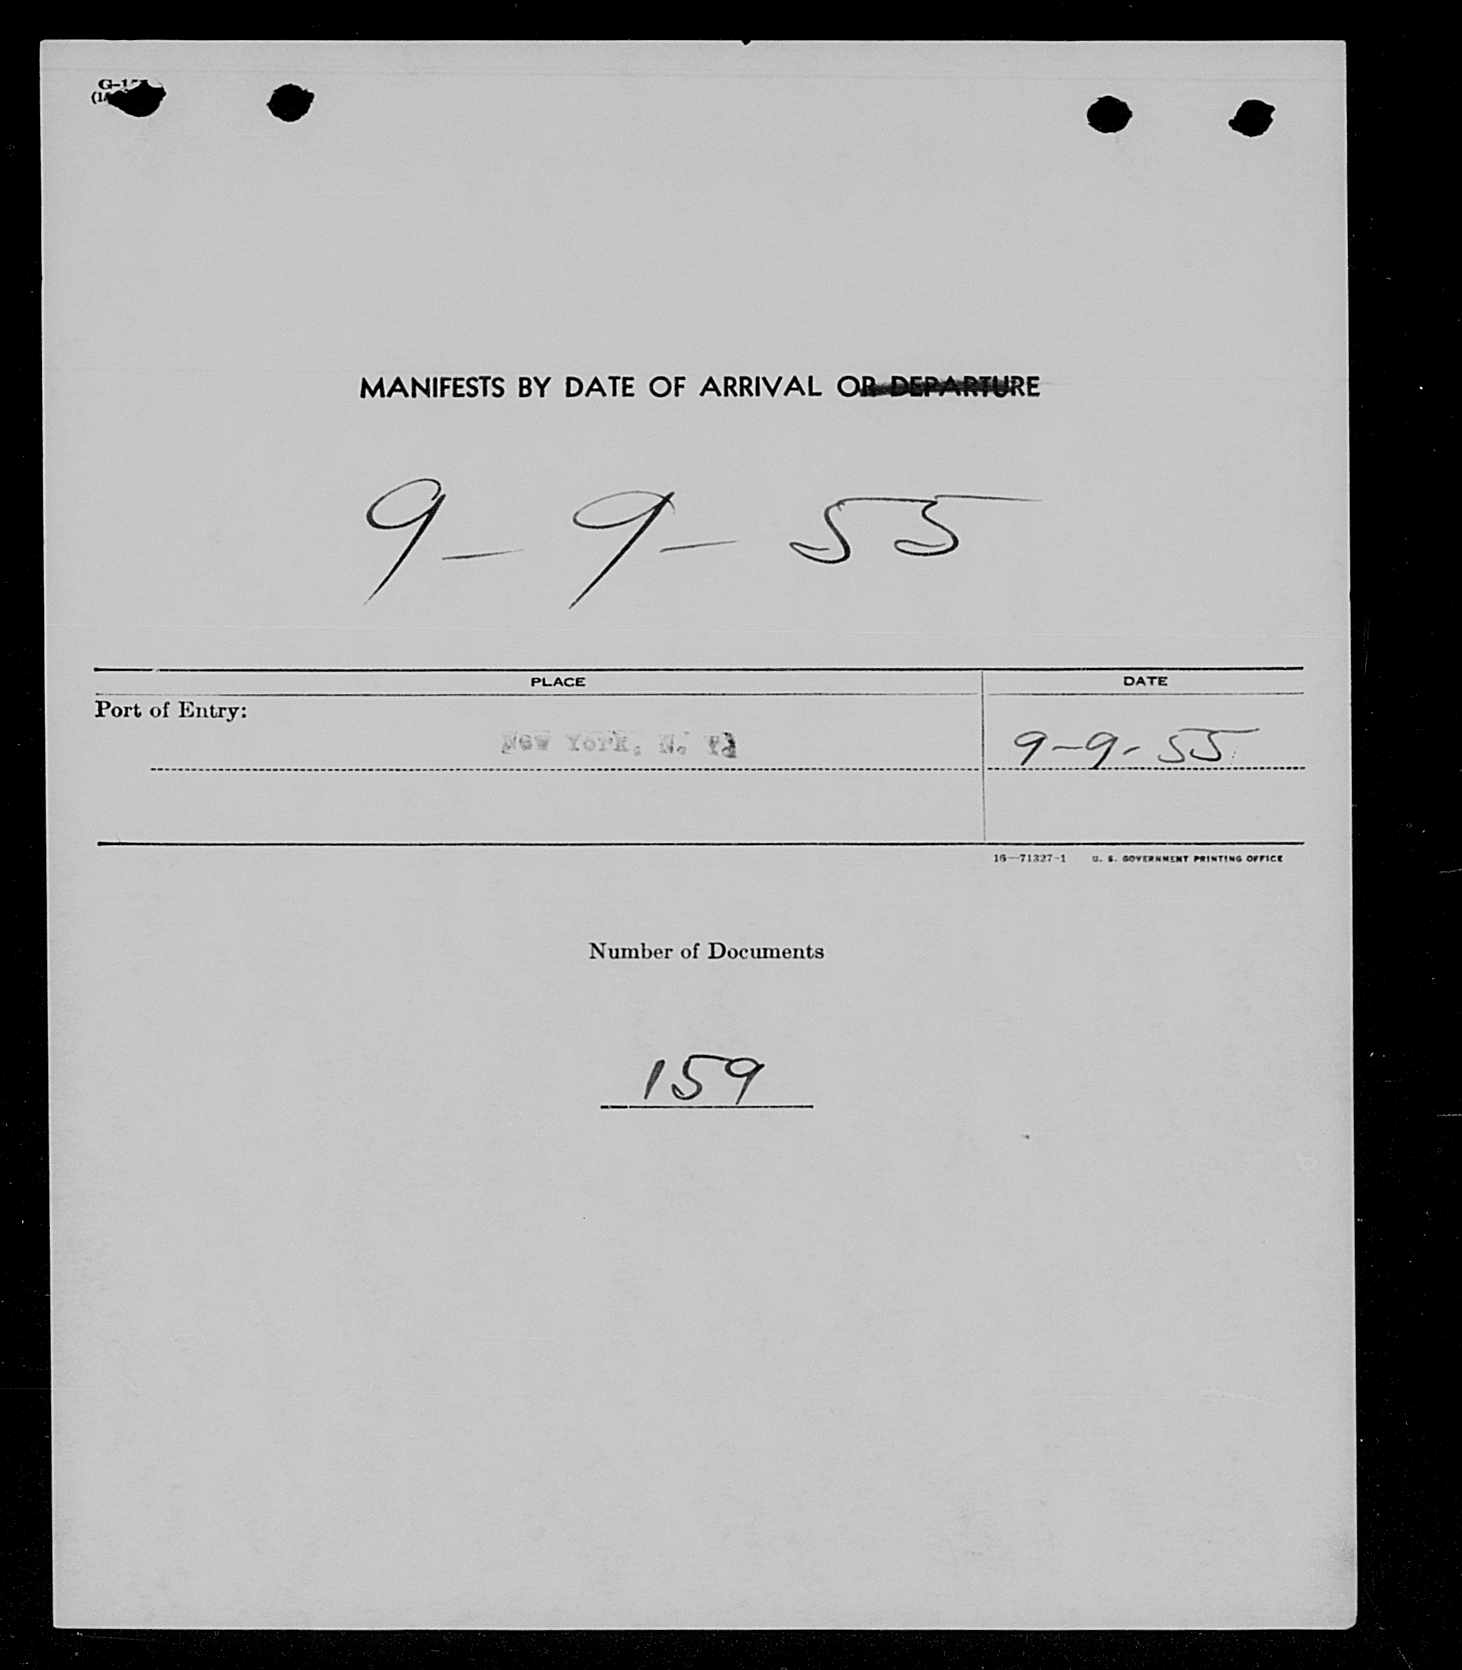 MANIFESTS BY DATE OF ARRIVAL OR DEPARTURE
9-9-55
PLACE DATE
Port of Entry:
New York, N. Y. 9-9-55
16—71327-1 U. S. GOVERNMENT PRINTING OFFICE
Number of Documents
159